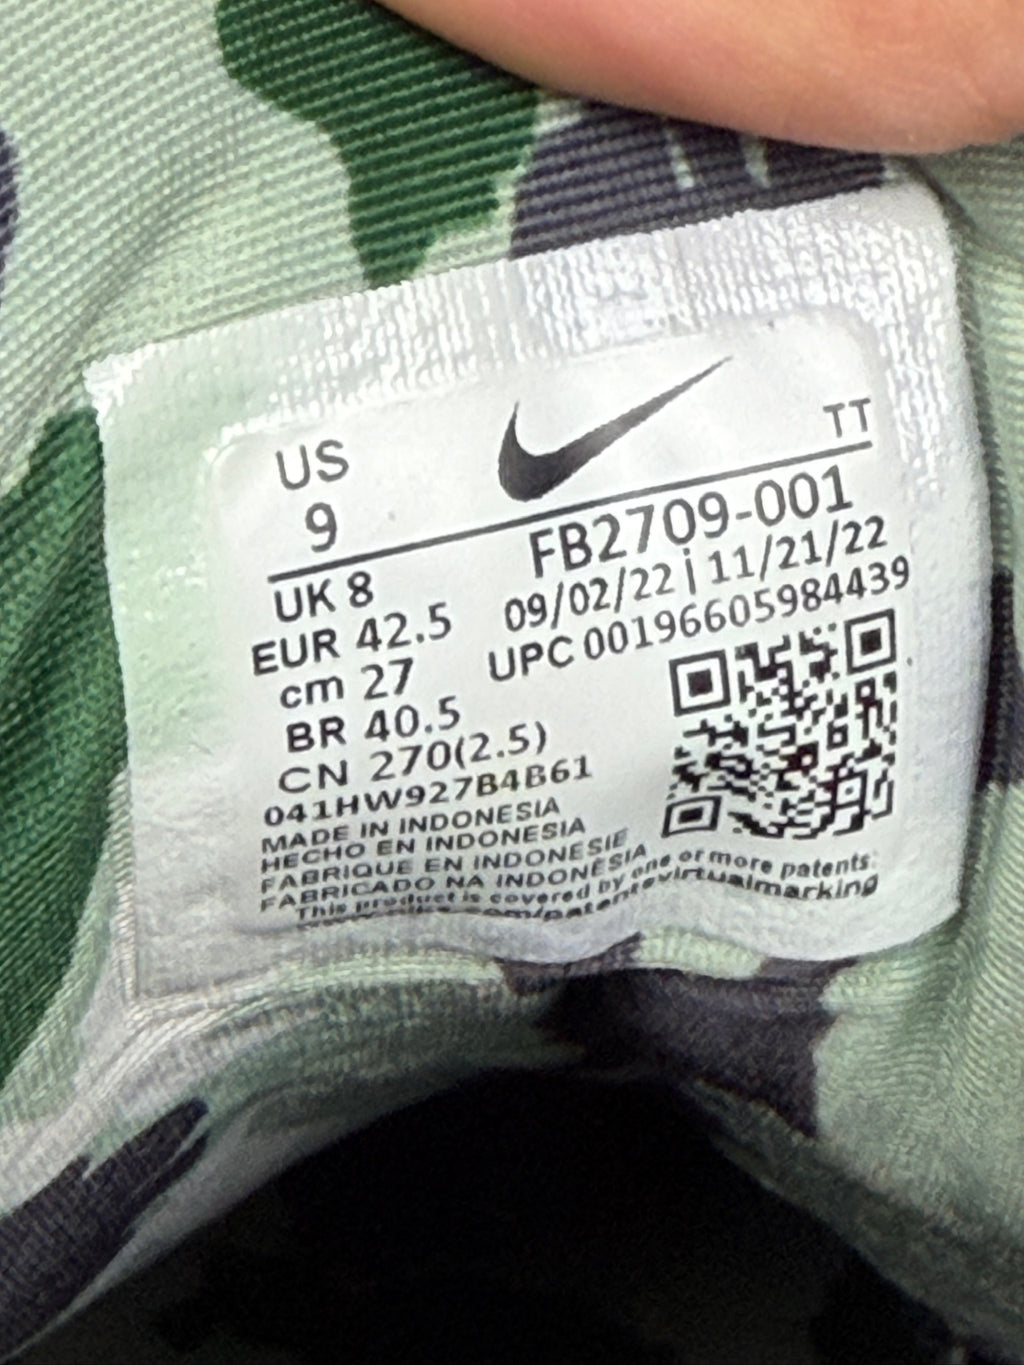 US
TT
9
FB2709-001
UK 8
09/02/22 | 11/21/22
EUR 42.5
UPC 00196605984439
cm 27
BR 40.5
CN 270(2.5)
041HW927B4B61
MADE IN INDONESIA
HECHO EN INDONESIA
FABRIQUE EN INDONESIE
FABRICADO NA INDONÉSIA
This product is covered by one or more patents: